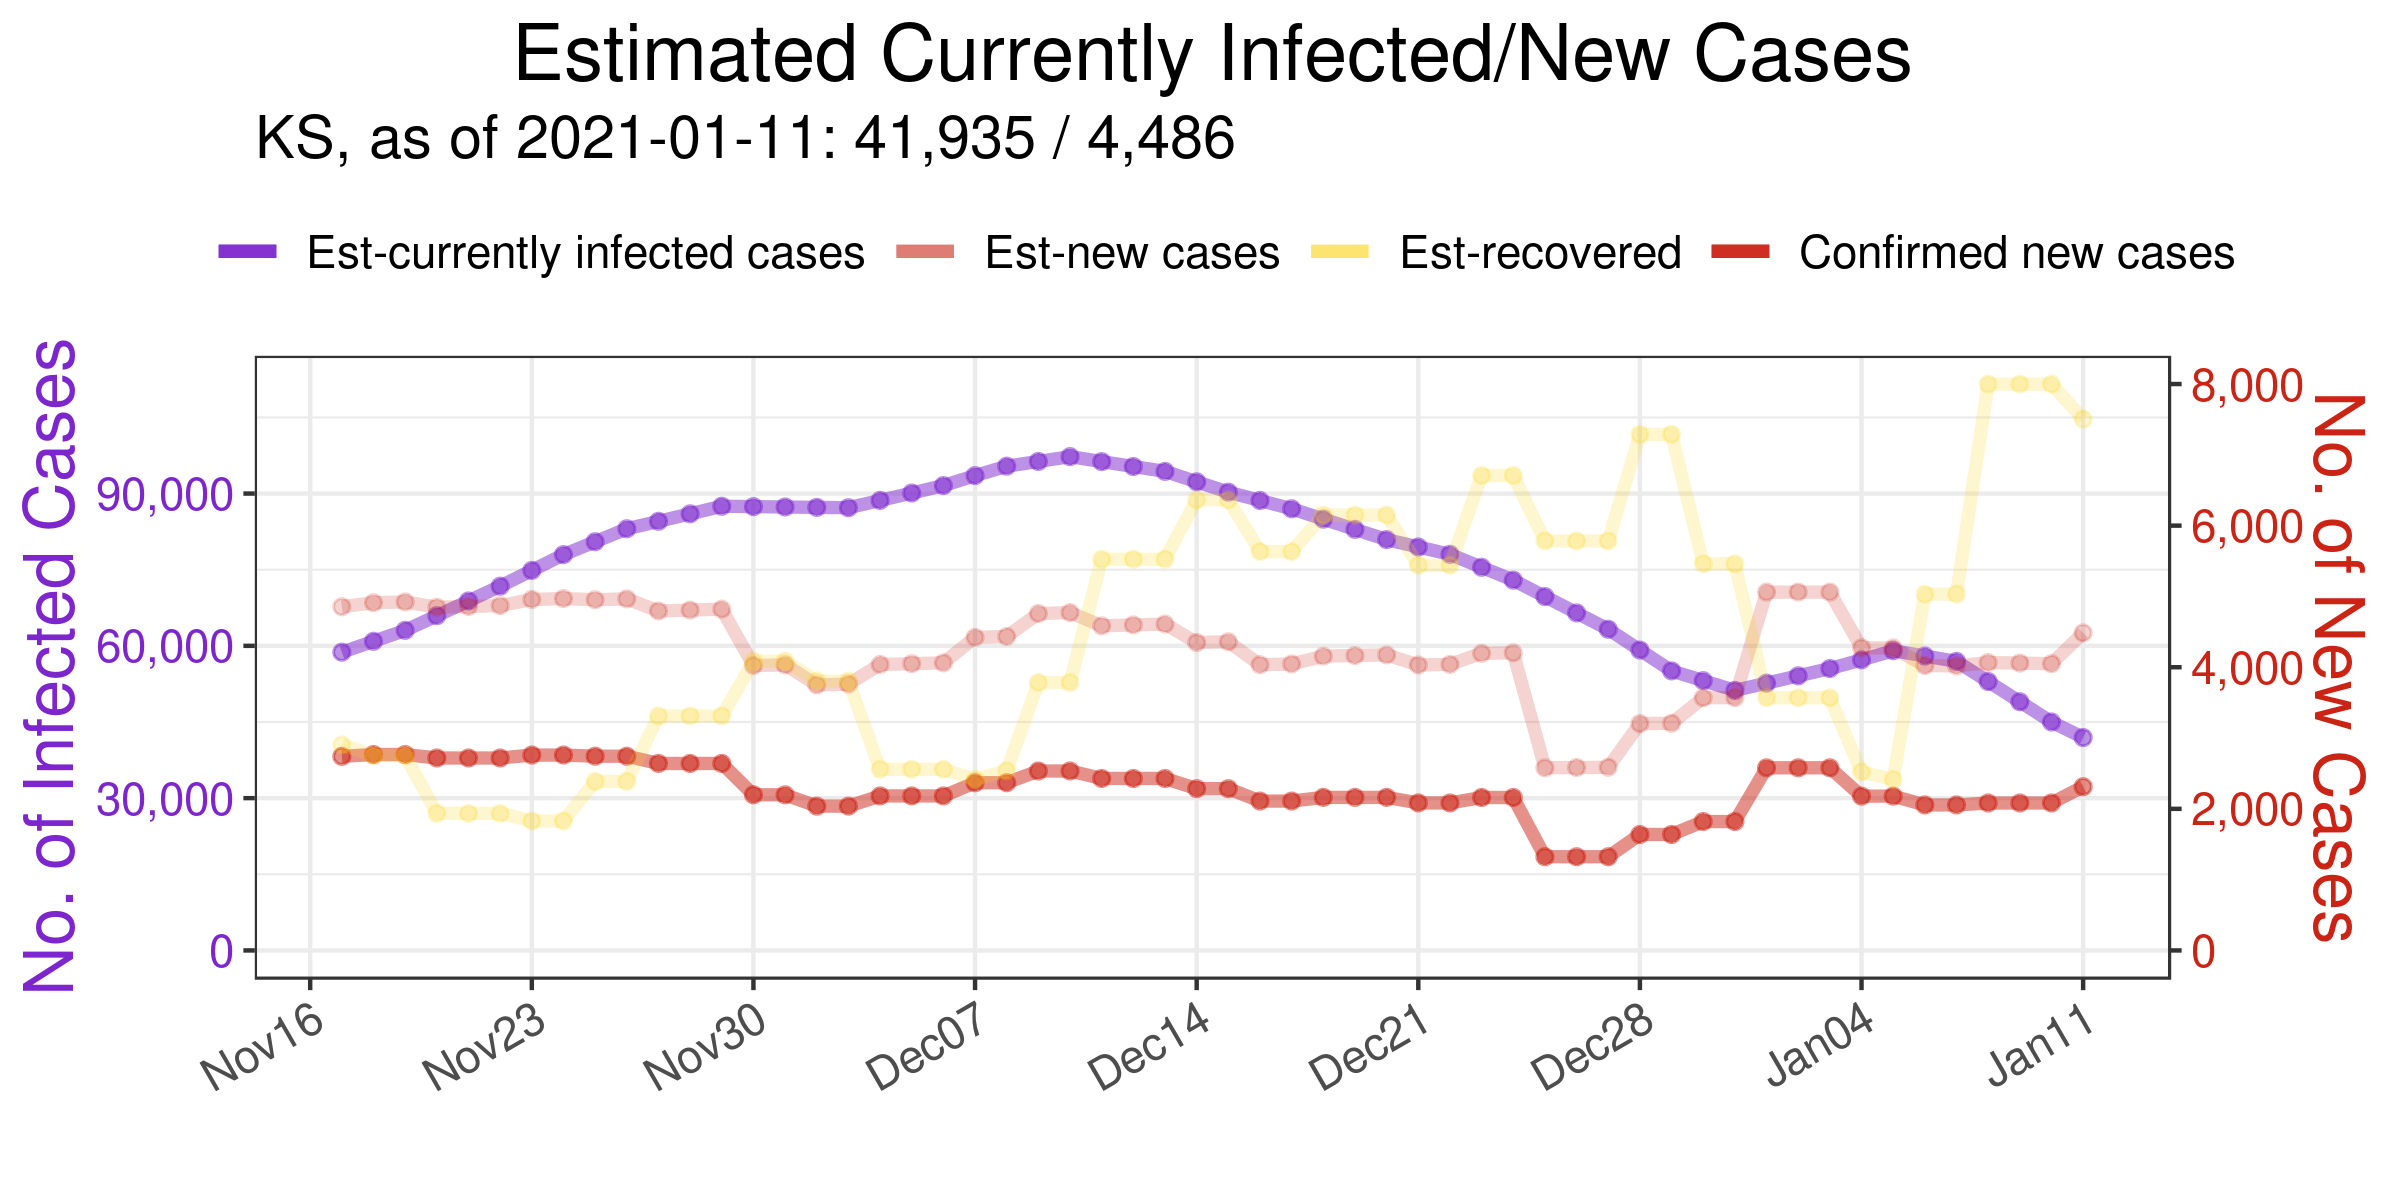 Estimated Currently Infected/New Cases
KS, as of 2021-01-11: 41,935 / 4,486
Est-currently infected cases Est-new cases Est-recovered Confirmed new cases
No. of Infected Cases
90,000
60,000
30,000
0
8,000
6,000
4,000
2,000
0
No. of New Cases
Nov16 Nov23 Nov30 Dec07 Dec14 Dec21 Dec28 Jan04 Jan11